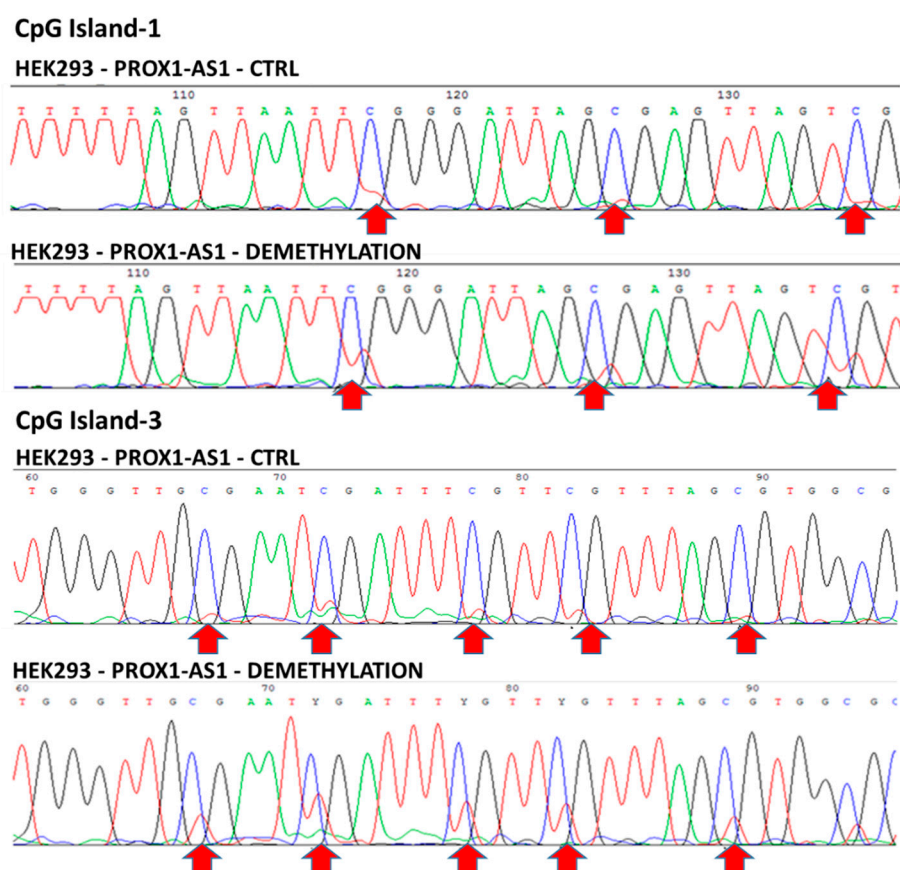 CpG Island-1
HEK293 - PROX1-AS1 - CTRL
110 120 130
T T T T T A G T T A A T T C G G G A T T A G C G A G T T A G T C G
HEK293 - PROX1-AS1 - DEMETHYLATION
110 120 130
T T T T A G T T A A T T C G G G A T T A G C G A G T T A G T C G T
CpG Island-3
HEK293 - PROX1-AS1 - CTRL
60 70 80 90
T G G G T T G C G A A T C G A T T T C G T T C G T T T A G C G T G G C G
HEK293 - PROX1-AS1 - DEMETHYLATION
60 70 80 90
T G G G T T G C G A A T Y G A T T T Y G T T Y G T T T A G C G T G G C G C